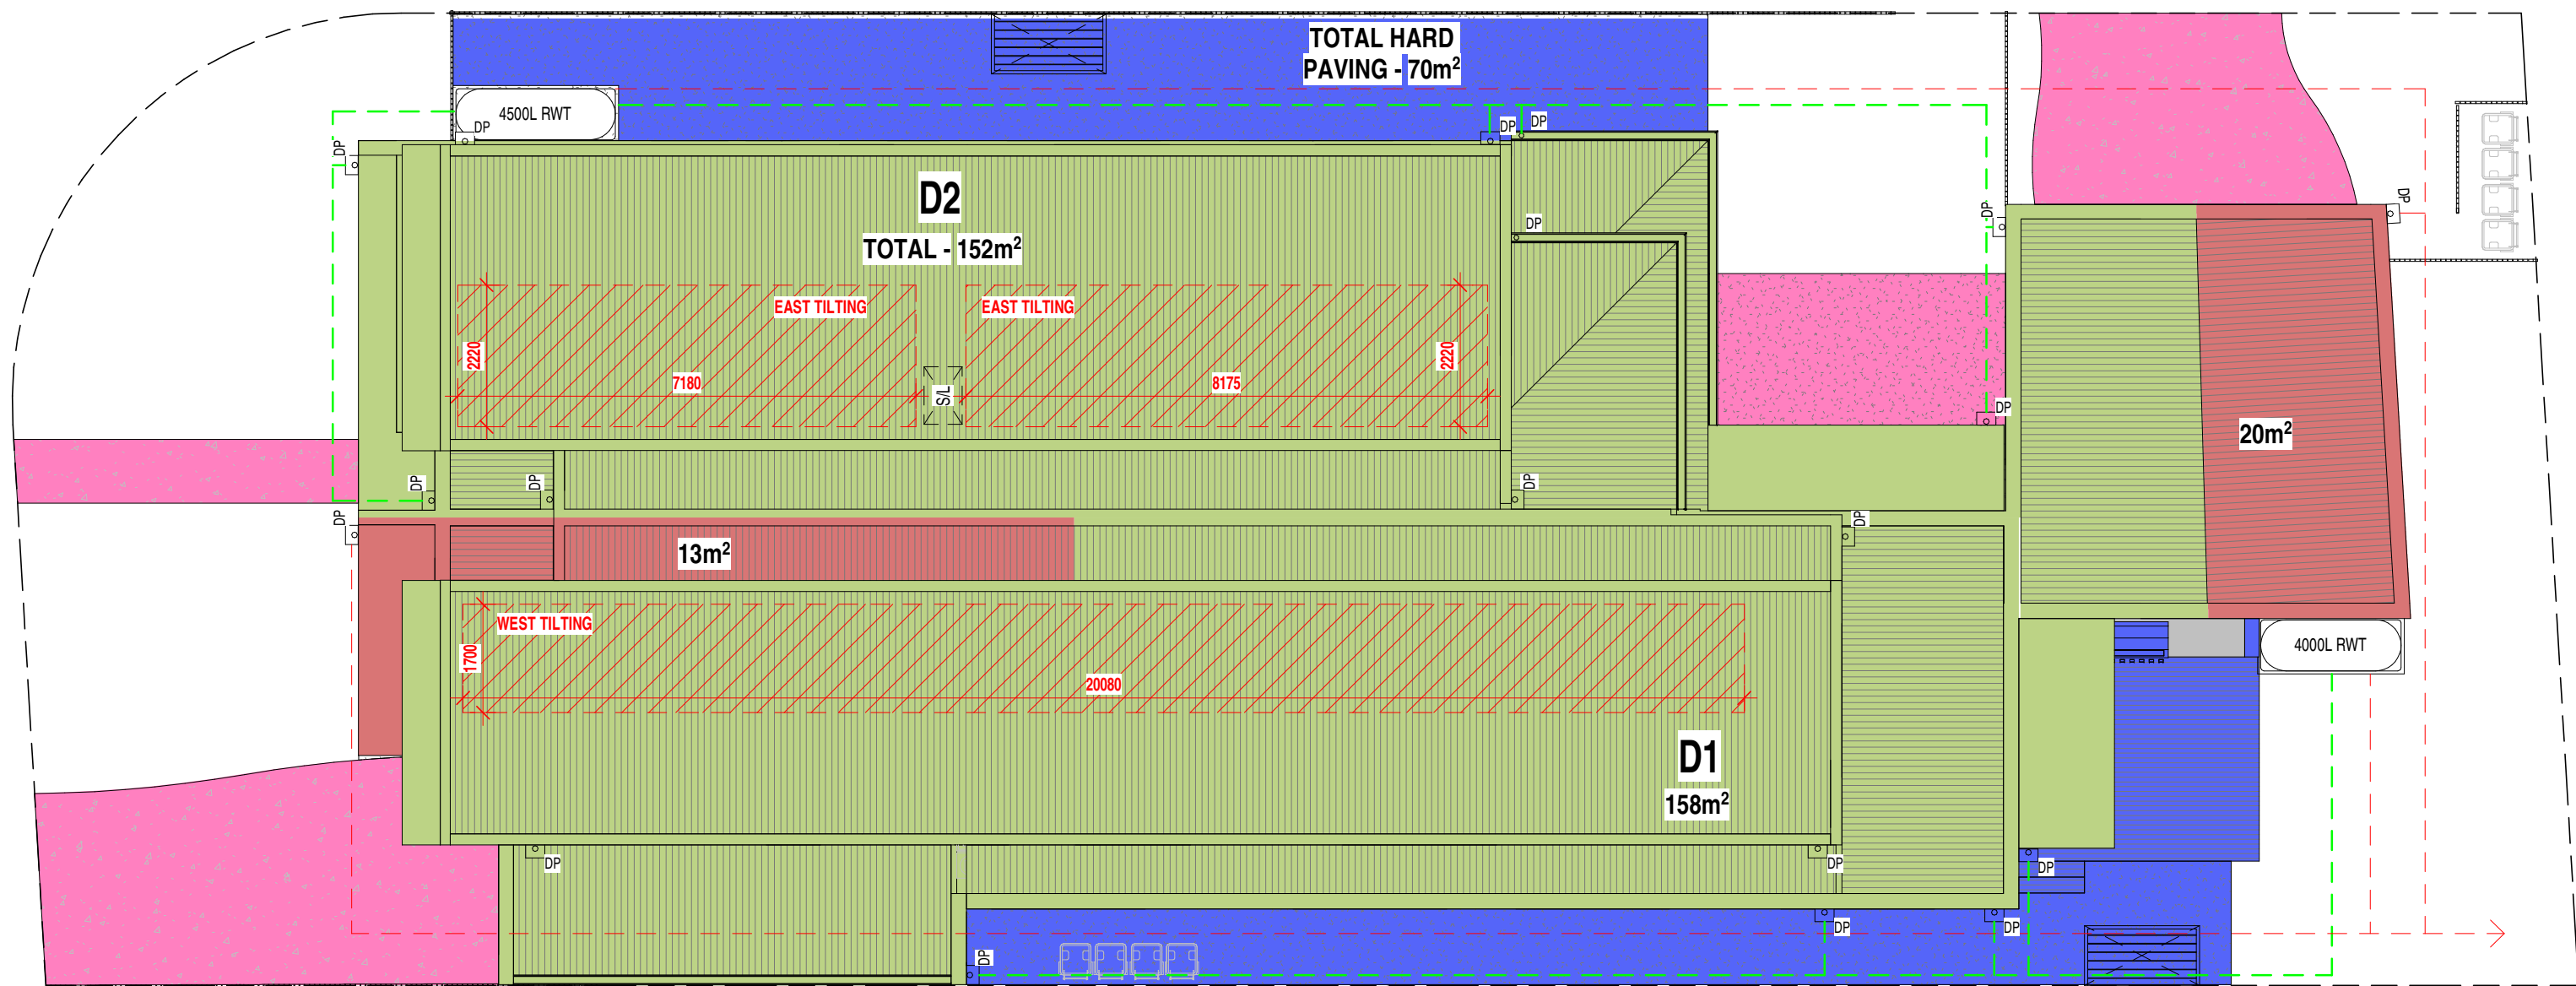 TOTAL HARD
PAVING - 70m²
4500L RWT
DP
DP
DP
DP
DP
DP
DP
D2
TOTAL - 152m²
EAST TILTING
EAST TILTING
2220
2220
7180
8175
S/L
DP
20m²
DP
DP
DP
DP
DP
13m²
WEST TILTING
1700
20080
4000L RWT
D1
158m²
DP
DP
DP
DP
DP
DP